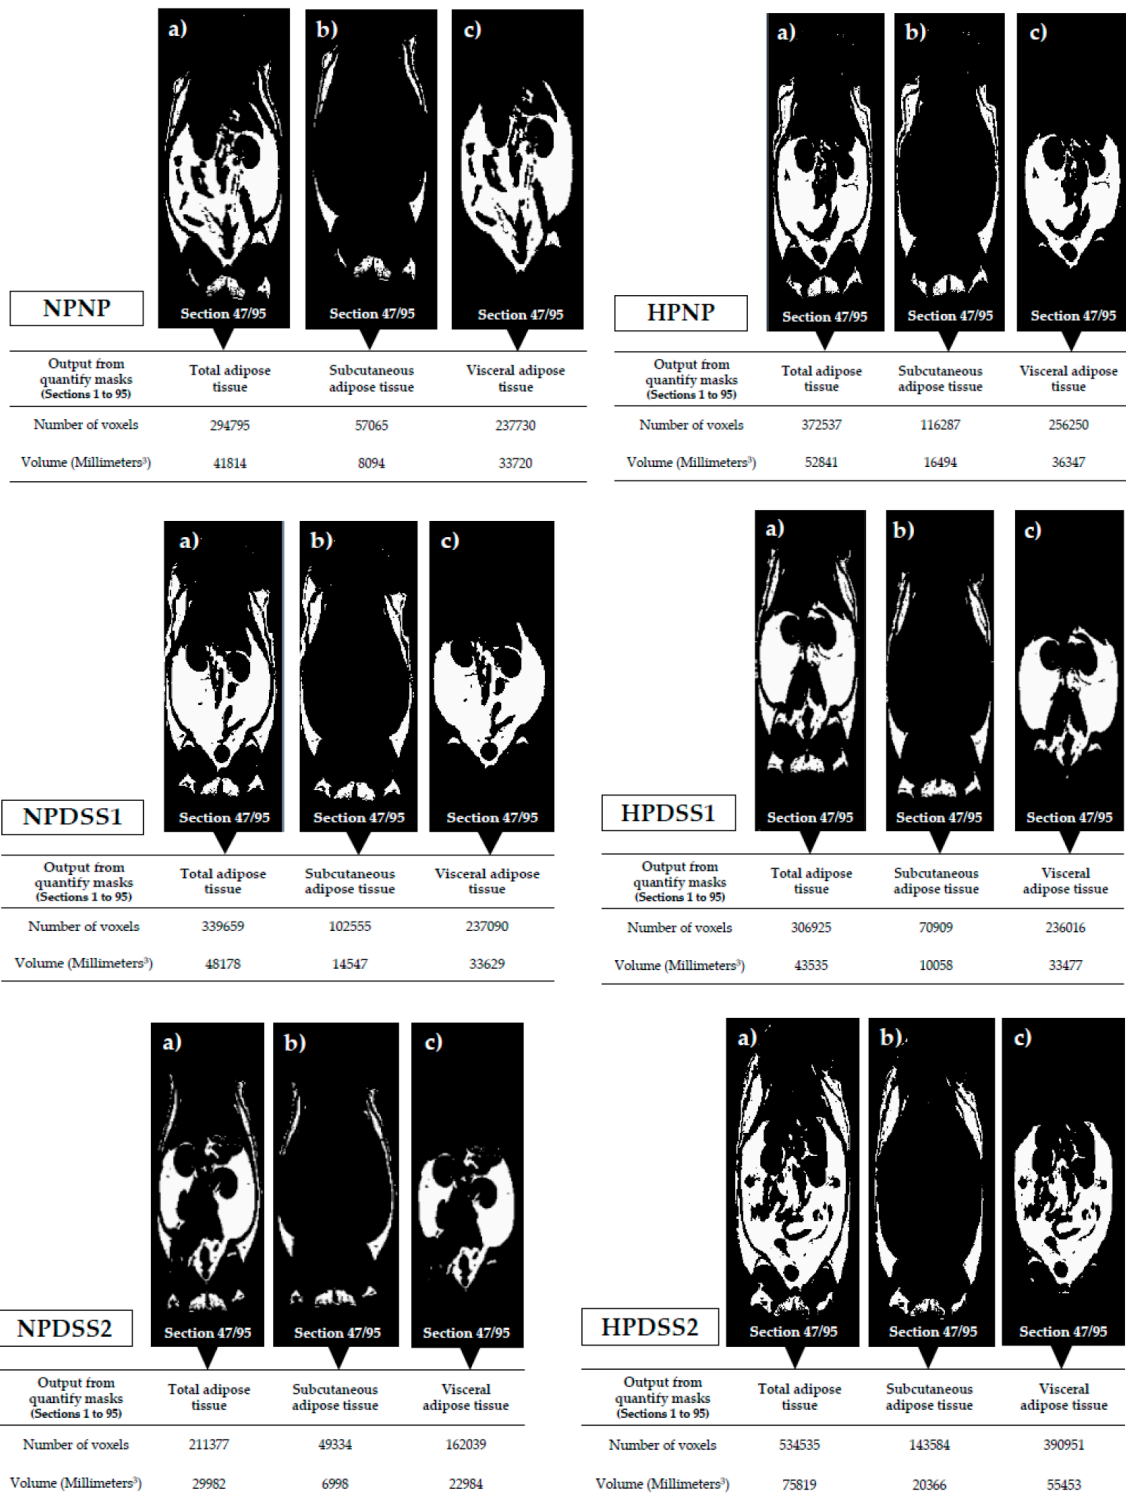 a) b) c)
Section 47/95 Section 47/95 Section 47/95
NPNP
Output from quantify masks (Sections 1 to 95) Total adipose tissue Subcutaneous adipose tissue Visceral adipose tissue
Number of voxels 294795 57065 237730
Volume (Millimeters³) 41814 8094 33720
a) b) c)
Section 47/95 Section 47/95 Section 47/95
HPNP
Output from quantify masks (Sections 1 to 95) Total adipose tissue Subcutaneous adipose tissue Visceral adipose tissue
Number of voxels 372537 116287 256250
Volume (Millimeters³) 52841 16494 36347
a) b) c)
Section 47/95 Section 47/95 Section 47/95
NPDSS1
Output from quantify masks (Sections 1 to 95) Total adipose tissue Subcutaneous adipose tissue Visceral adipose tissue
Number of voxels 339659 102555 237090
Volume (Millimeters³) 48178 14547 33629
a) b) c)
Section 47/95 Section 47/95 Section 47/95
HPDSS1
Output from quantify masks (Sections 1 to 95) Total adipose tissue Subcutaneous adipose tissue Visceral adipose tissue
Number of voxels 306925 70909 236016
Volume (Millimeters³) 43535 10058 33477
a) b) c)
Section 47/95 Section 47/95 Section 47/95
NPDSS2
Output from quantify masks (Sections 1 to 95) Total adipose tissue Subcutaneous adipose tissue Visceral adipose tissue
Number of voxels 211377 49334 162039
Volume (Millimeters³) 29982 6998 22984
a) b) c)
Section 47/95 Section 47/95 Section 47/95
HPDSS2
Output from quantify masks (Sections 1 to 95) Total adipose tissue Subcutaneous adipose tissue Visceral adipose tissue
Number of voxels 534535 143584 390951
Volume (Millimeters³) 75819 20366 55453